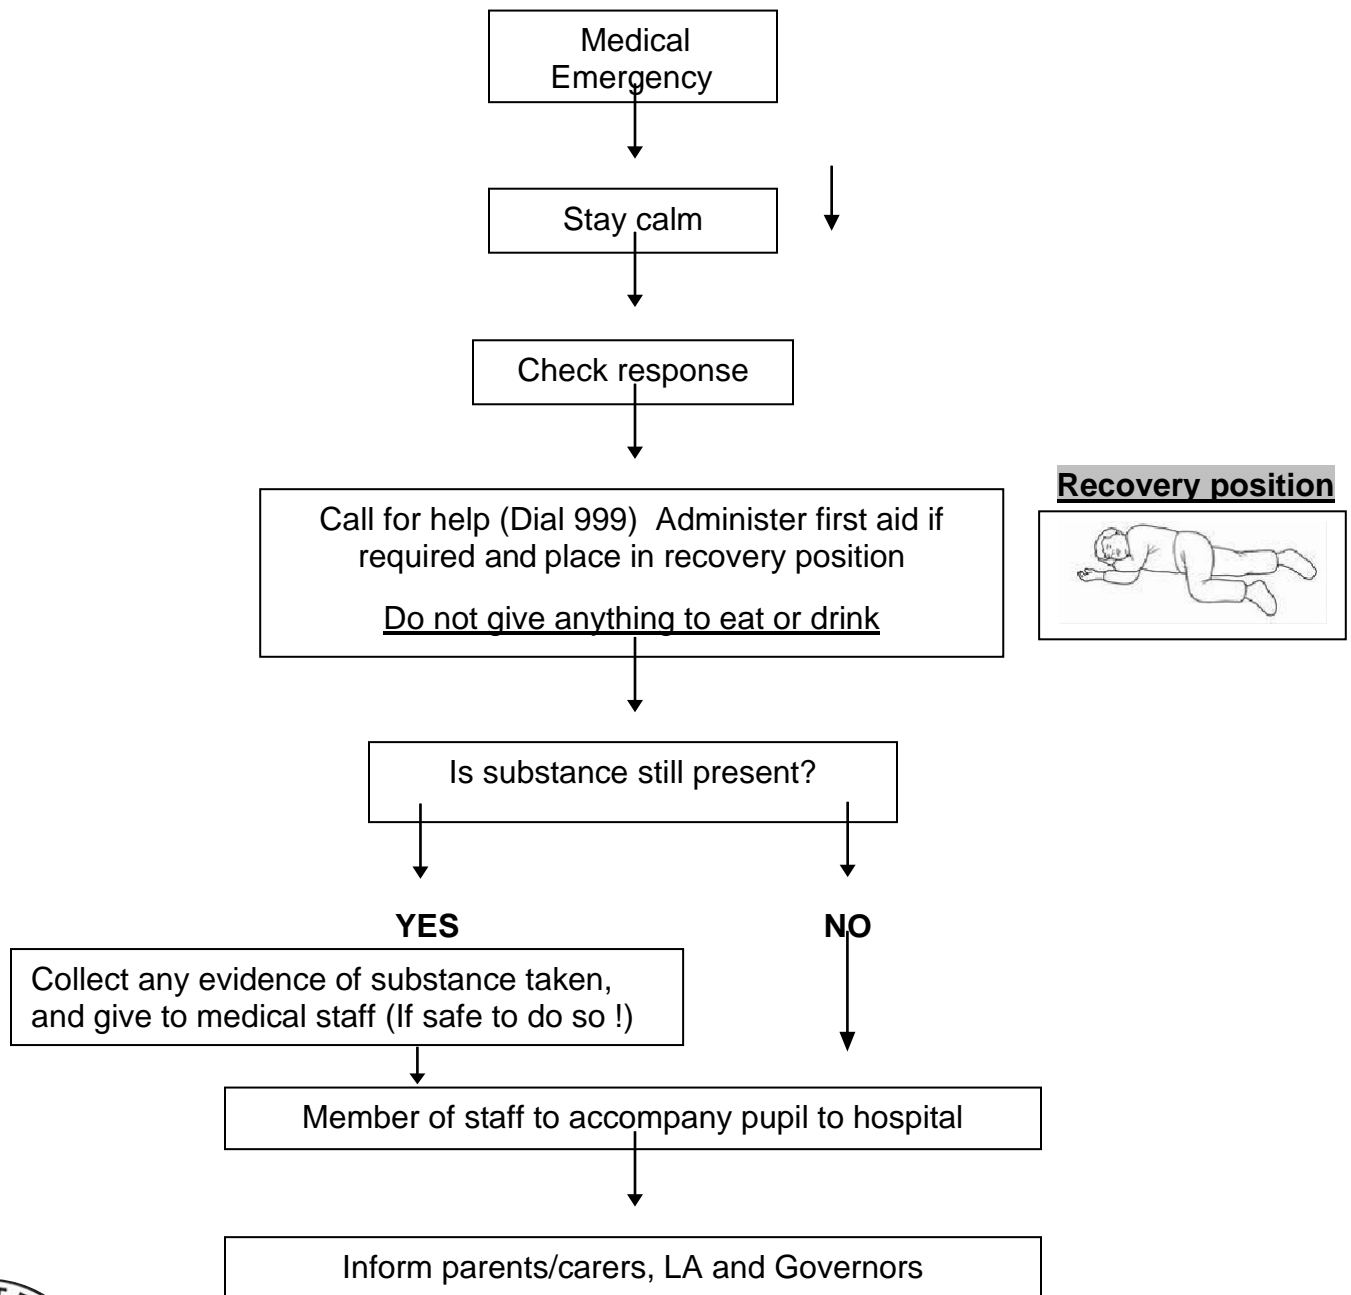 Medical
Emergency
Stay calm
Check response
Recovery position
Call for help (Dial 999)  Administer first aid if
required and place in recovery position
Do not give anything to eat or drink
Is substance still present?
YES
NO
Collect any evidence of substance taken,
and give to medical staff (If safe to do so !)
Member of staff to accompany pupil to hospital
Inform parents/carers, LA and Governors